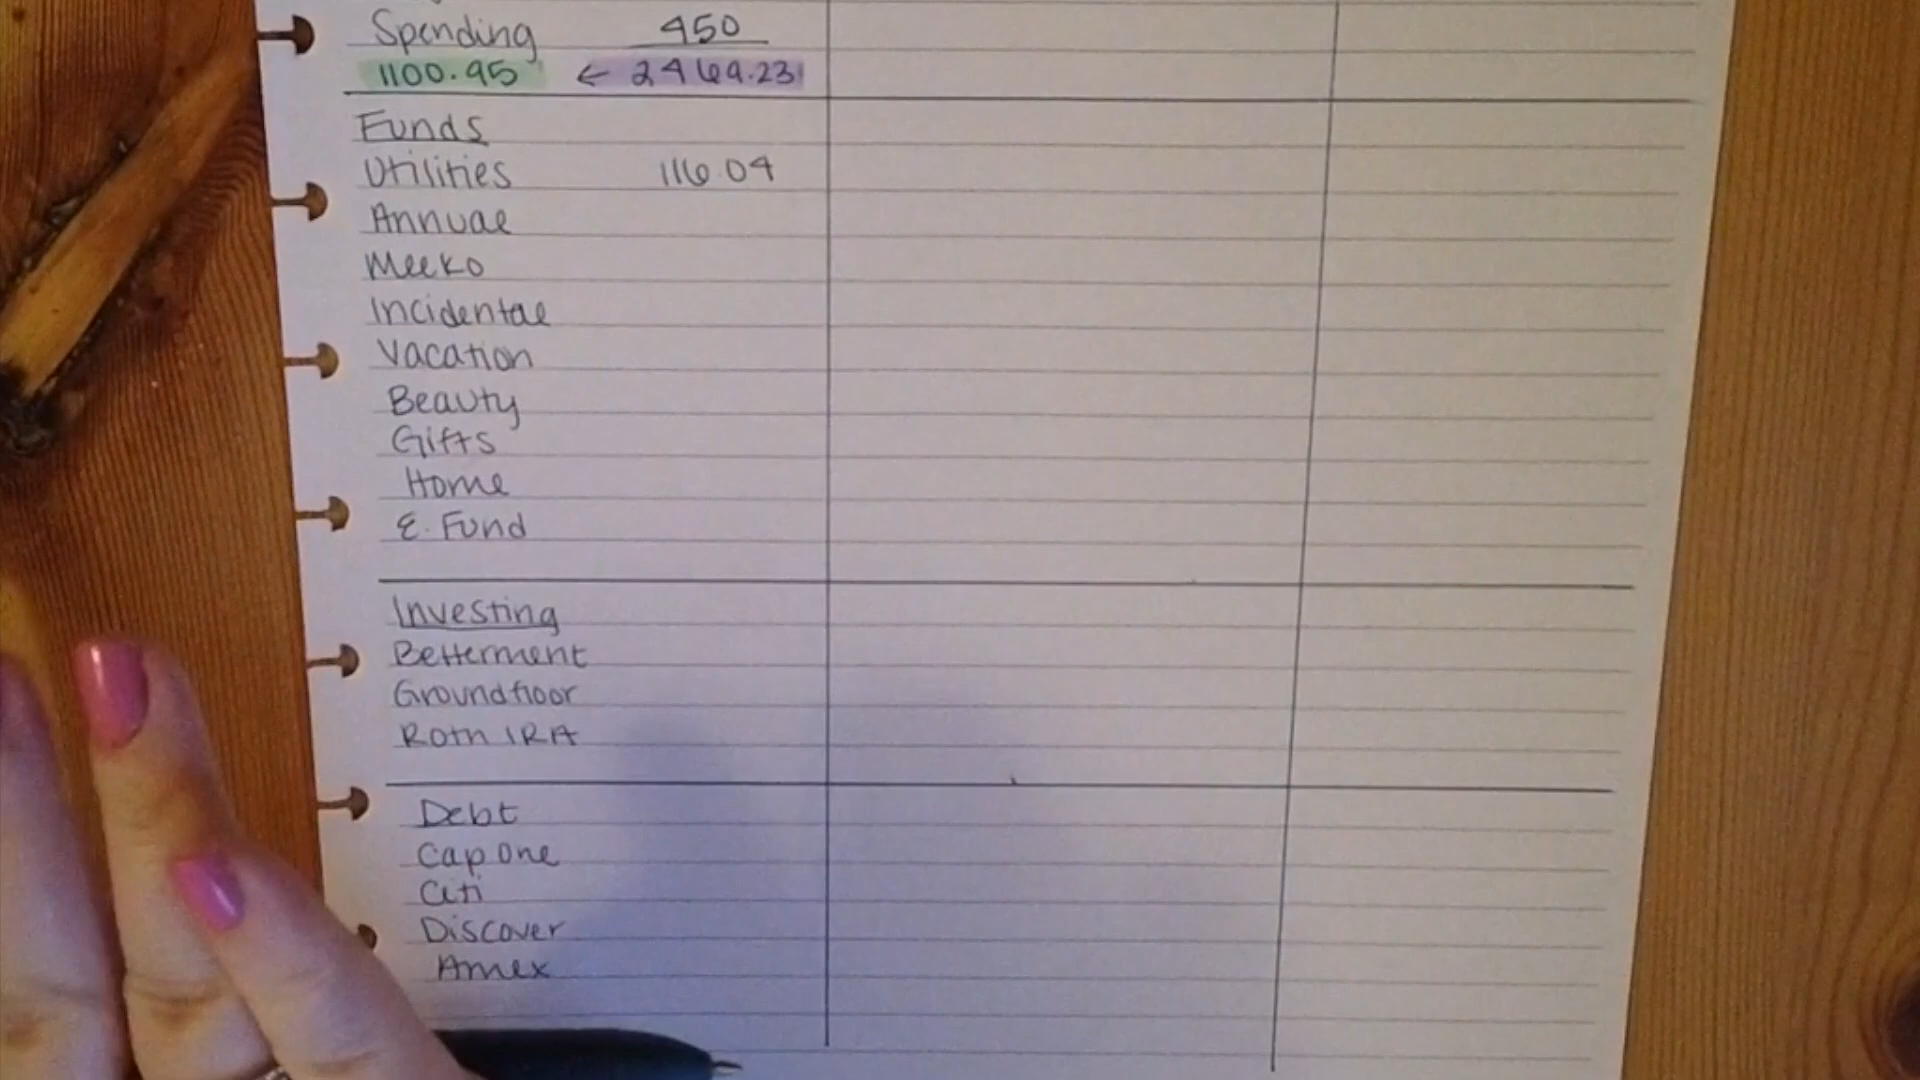 Spending 450
1100.95 ← 2469.23
Funds
Utilities 116.04
Annual
Meeko
Incidental
Vacation
Beauty
Gifts
Home
E. Fund
Investing
Betterment
Groundfloor
Roth IRA
Debt
Cap One
Citi
Discover
Amex